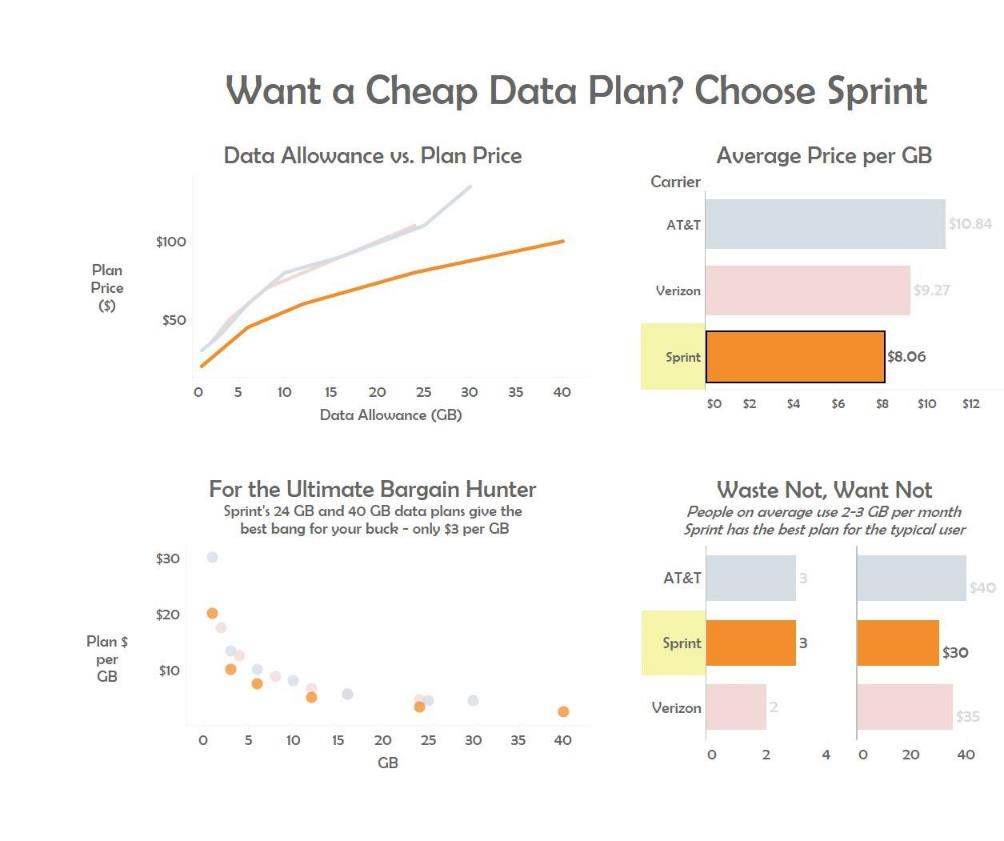 Want a Cheap Data Plan? Choose Sprint
Data Allowance vs. Plan Price
Plan
Price
($)
$100
$50
0 5 10 15 20 25 30 35 40
Data Allowance (GB)
Average Price per GB
Carrier
AT&T $10.84
Verizon $9.27
Sprint $8.06
$0 $2 $4 $6 $8 $10 $12
For the Ultimate Bargain Hunter
Sprint's 24 GB and 40 GB data plans give the
best bang for your buck - only $3 per GB
Plan $
per
GB
$30
$20
$10
0 5 10 15 20 25 30 35 40
GB
Waste Not, Want Not
People on average use 2-3 GB per month
Sprint has the best plan for the typical user
AT&T 3 $40
Sprint 3 $30
Verizon 2 $35
0 2 4 0 20 40